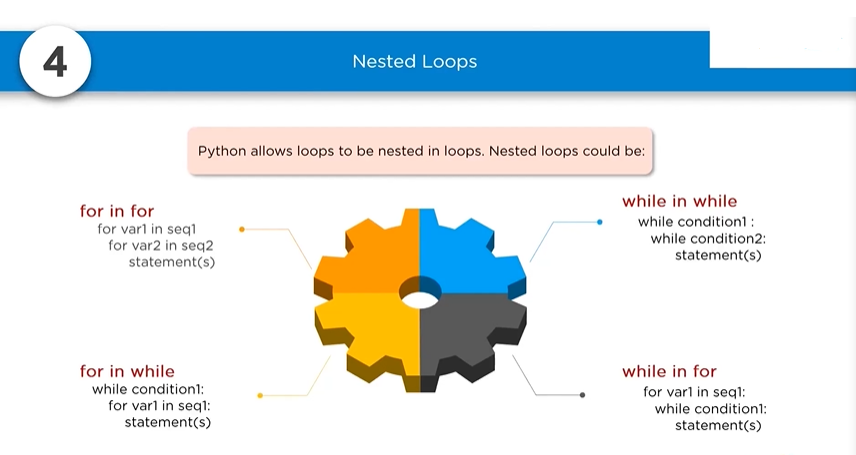 4
Nested Loops
Python allows loops to be nested in loops. Nested loops could be:
for in for
for var1 in seq1
for var2 in seq2
statement(s)
while in while
while condition1 :
while condition2:
statement(s)
for in while
while condition1:
for var1 in seq1:
statement(s)
while in for
for var1 in seq1:
while condition1:
statement(s)